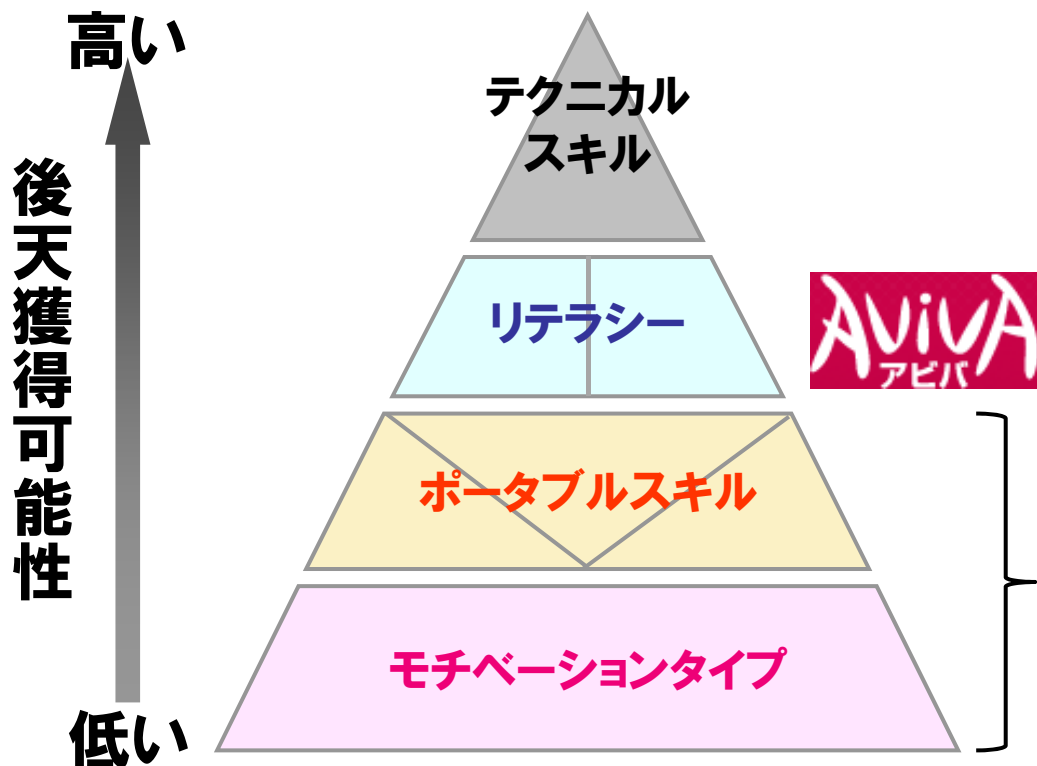 高い
後天獲得可能性
低い
テクニカル
スキル
リテラシー
AViVA
アビバ
ポータブルスキル
モチベーションタイプ